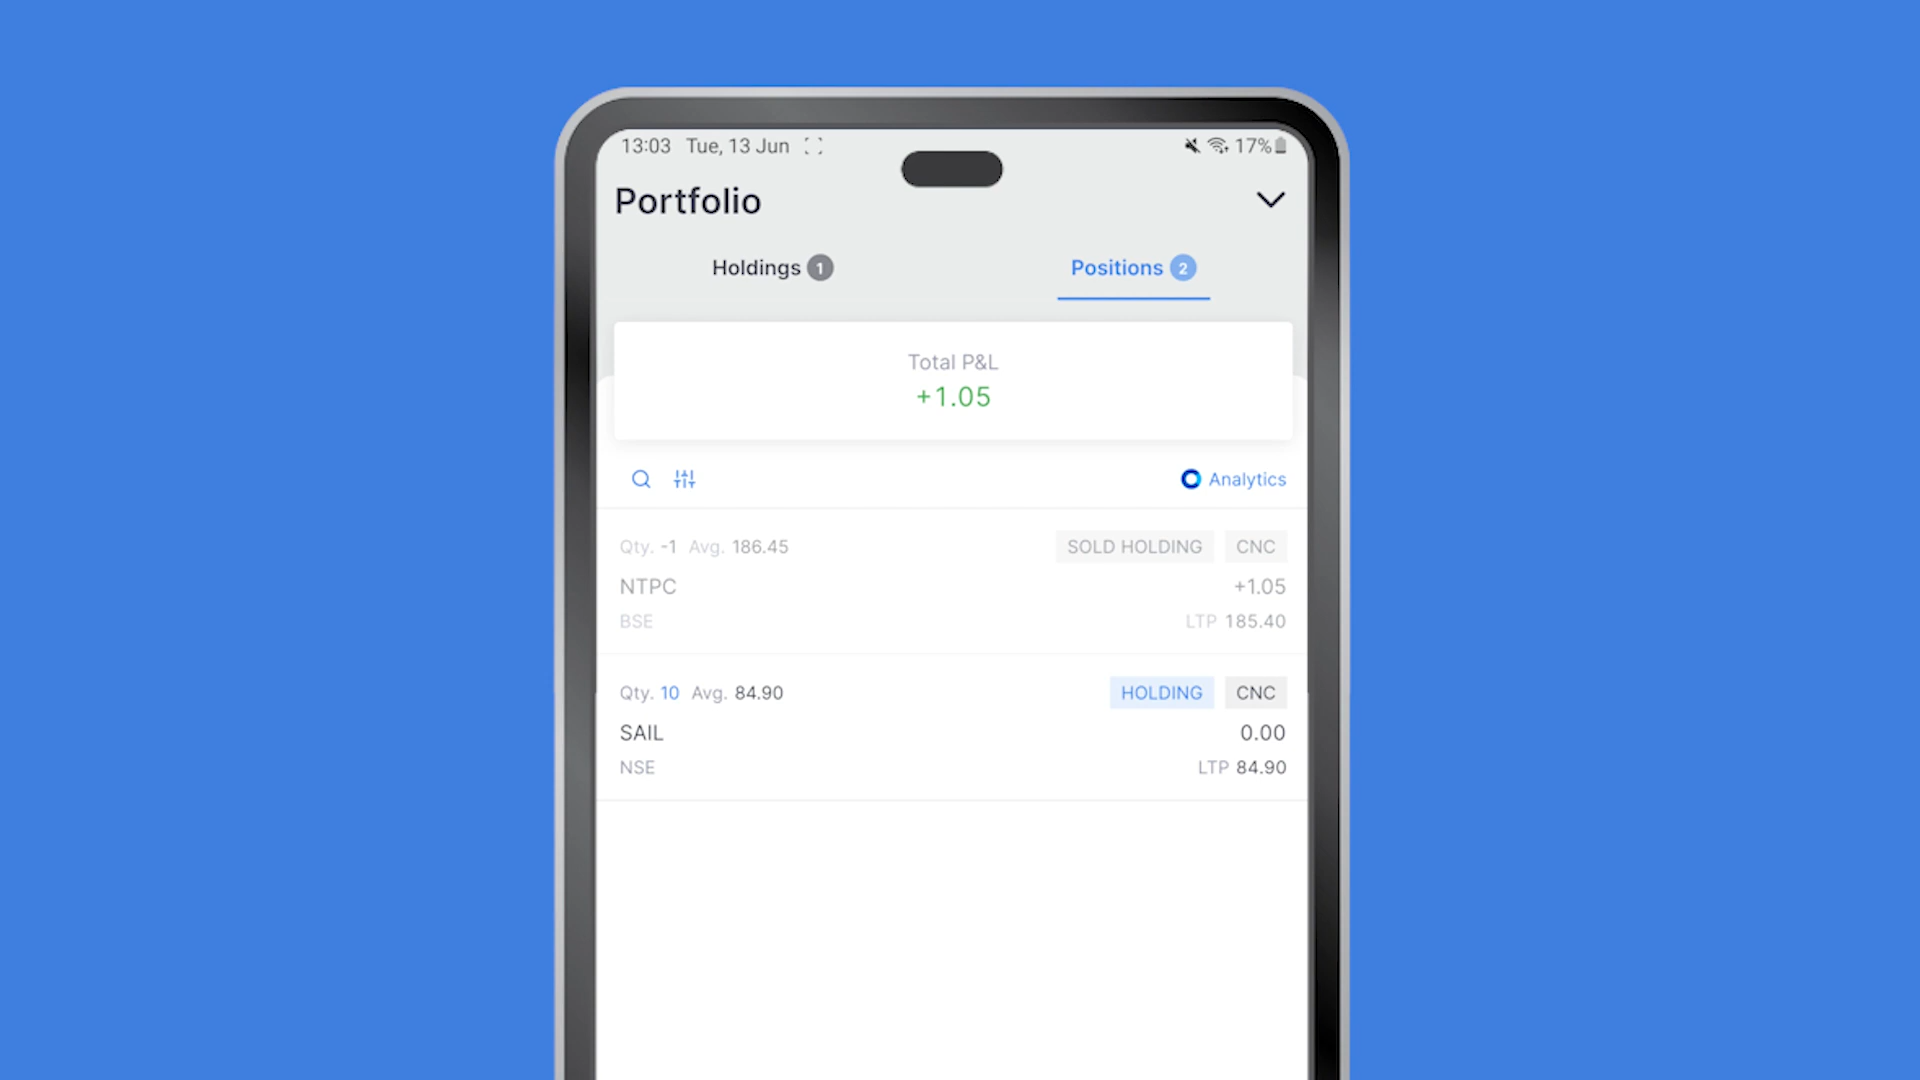 13:03 Tue, 13 Jun 17%
Portfolio
Holdings 1 Positions 2
Total P&L
+1.05
Analytics
Qty. -1 Avg. 186.45 SOLD HOLDING CNC
NTPC +1.05
BSE LTP 185.40
Qty. 10 Avg. 84.90 HOLDING CNC
SAIL 0.00
NSE LTP 84.90